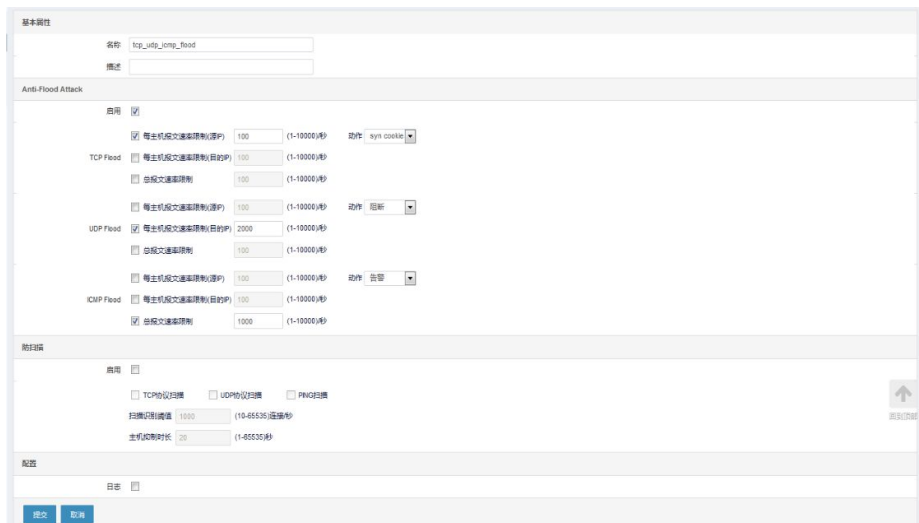 基本属性
名称 tcp_udp_icmp_flood
描述
Anti-Flood Attack
启用
每主机报文速率限制(源IP) 100 (1-10000)/秒 动作 syn cookie
TCP Flood 每主机报文速率限制(目的IP) 100 (1-10000)/秒
总报文速率限制 100 (1-10000)/秒
每主机报文速率限制(源IP) 100 (1-10000)/秒 动作 阻断
UDP Flood 每主机报文速率限制(目的IP) 2000 (1-10000)/秒
总报文速率限制 100 (1-10000)/秒
每主机报文速率限制(源IP) 100 (1-10000)/秒 动作 告警
ICMP Flood 每主机报文速率限制(目的IP) 100 (1-10000)/秒
总报文速率限制 1000 (1-10000)/秒
防扫描
启用
TCP协议扫描 UDP协议扫描 PING扫描
扫描识别阈值 1000 (10-65535)连接/秒
主机抑制时长 20 (1-65535)秒
回到顶部
配置
日志
提交 取消